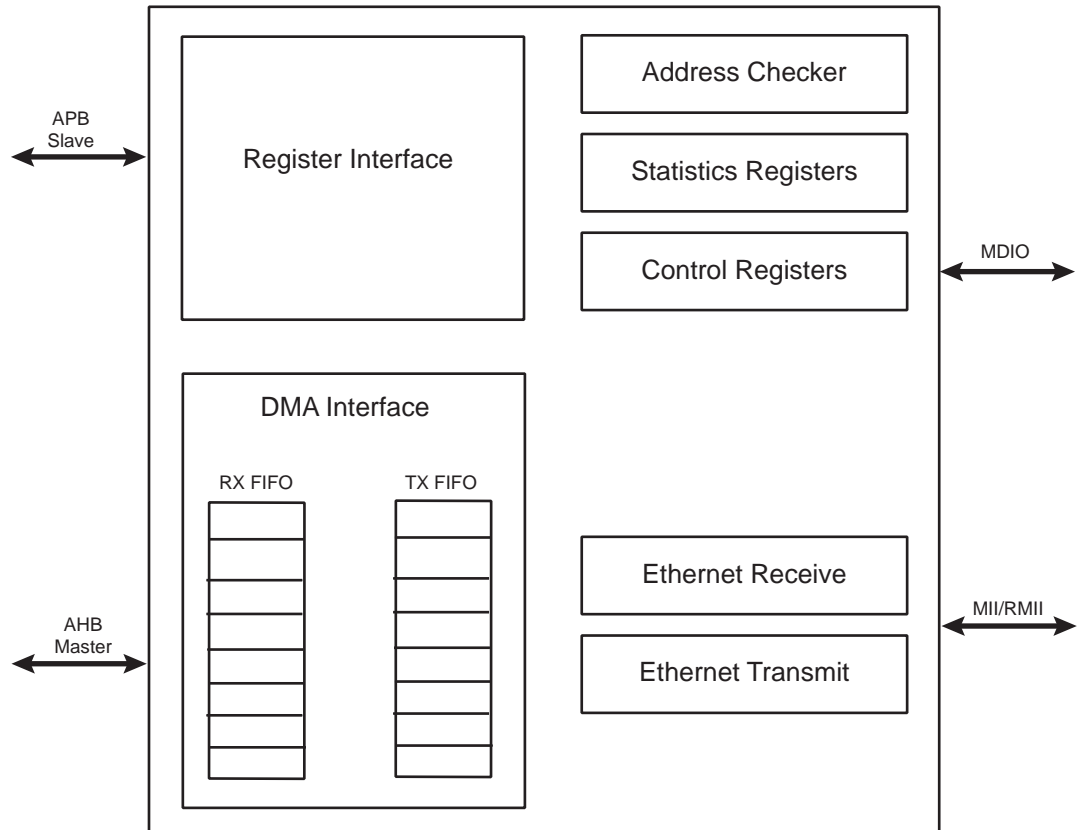 Address Checker
APB
Slave
Register Interface
Statistics Registers
Control Registers
MDIO
DMA Interface
RX FIFO
TX FIFO
Ethernet Receive
MII/RMII
AHB
Master
Ethernet Transmit